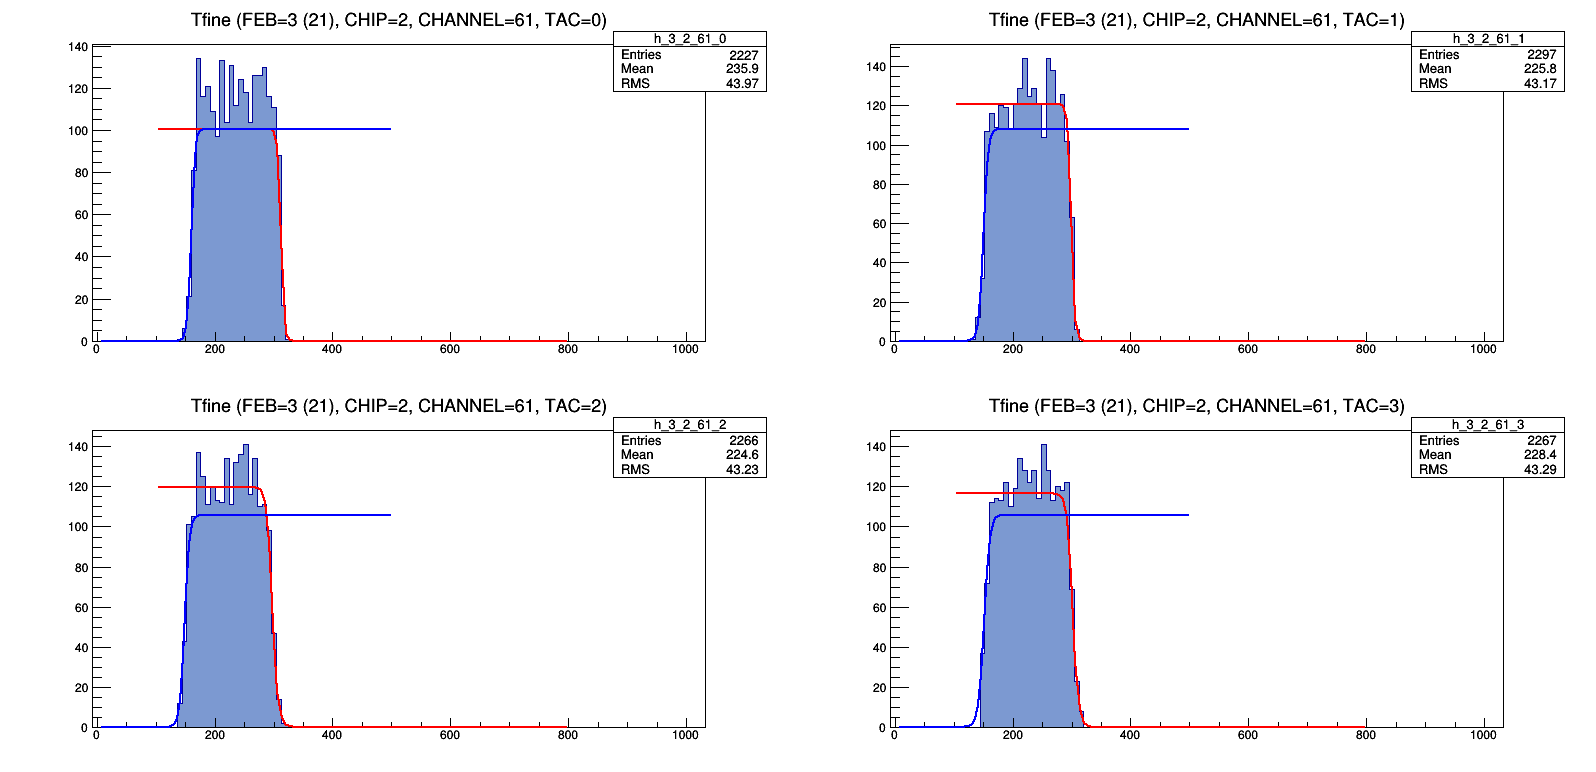 Tfine (FEB=3 (21), CHIP=2, CHANNEL=61, TAC=0)
h_3_2_61_0
Entries 2227
Mean 235.9
RMS 43.97
140
120
100
80
60
40
20
0
0 200 400 600 800 1000
Tfine (FEB=3 (21), CHIP=2, CHANNEL=61, TAC=1)
h_3_2_61_1
Entries 2297
Mean 225.8
RMS 43.17
140
120
100
80
60
40
20
0
0 200 400 600 800 1000
Tfine (FEB=3 (21), CHIP=2, CHANNEL=61, TAC=2)
h_3_2_61_2
Entries 2266
Mean 224.6
RMS 43.23
140
120
100
80
60
40
20
0
0 200 400 600 800 1000
Tfine (FEB=3 (21), CHIP=2, CHANNEL=61, TAC=3)
h_3_2_61_3
Entries 2267
Mean 228.4
RMS 43.29
140
120
100
80
60
40
20
0
0 200 400 600 800 1000